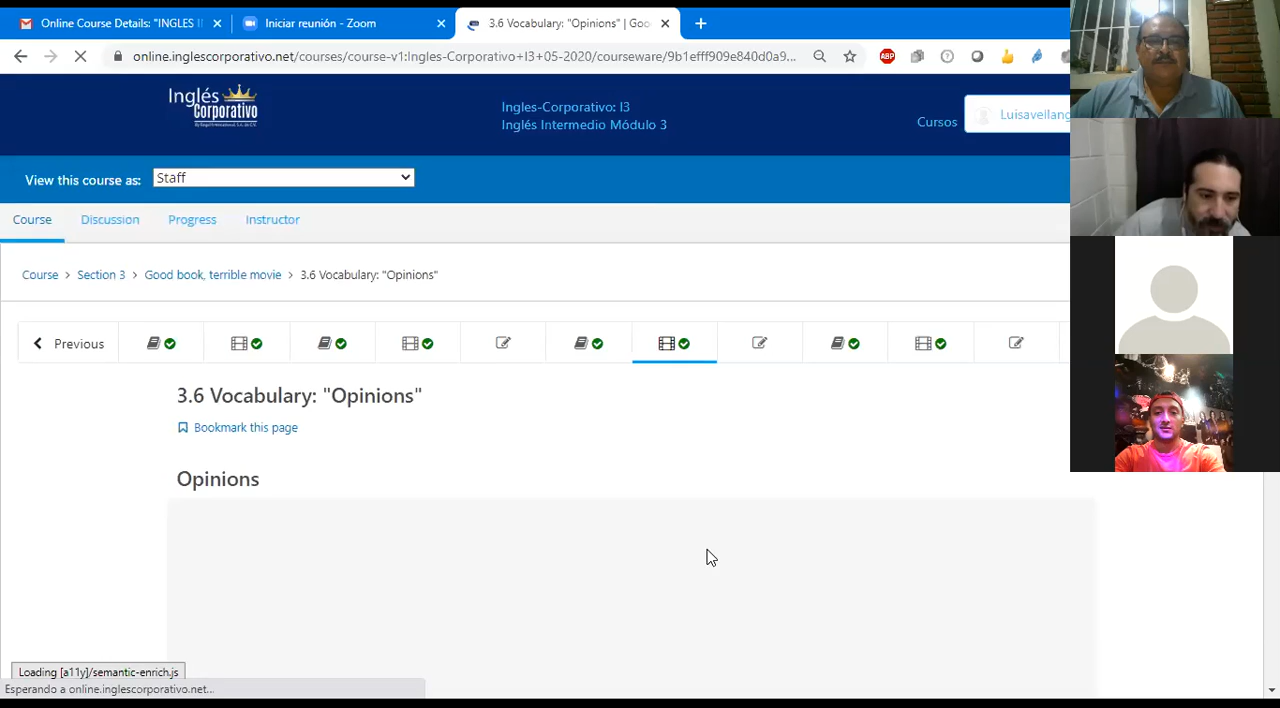 Online Course Details: "INGLES I
Iniciar reunión - Zoom
3.6 Vocabulary: "Opinions" | Goo
online.inglescorporativo.net/courses/course-v1:Ingles-Corporativo+I3+05-2020/courseware/9b1efff909e840d0a9...
ABP
Inglés
Corporativo
Ingles-Corporativo: I3
Inglés Intermedio Módulo 3
Cursos
Luisavellang
View this course as:
Staff
Course
Discussion
Progress
Instructor
Course > Section 3 > Good book, terrible movie > 3.6 Vocabulary: "Opinions"
Previous
3.6 Vocabulary: "Opinions"
Bookmark this page
Opinions
Loading [a11y]/semantic-enrich.js
Esperando a online.inglescorporativo.net...